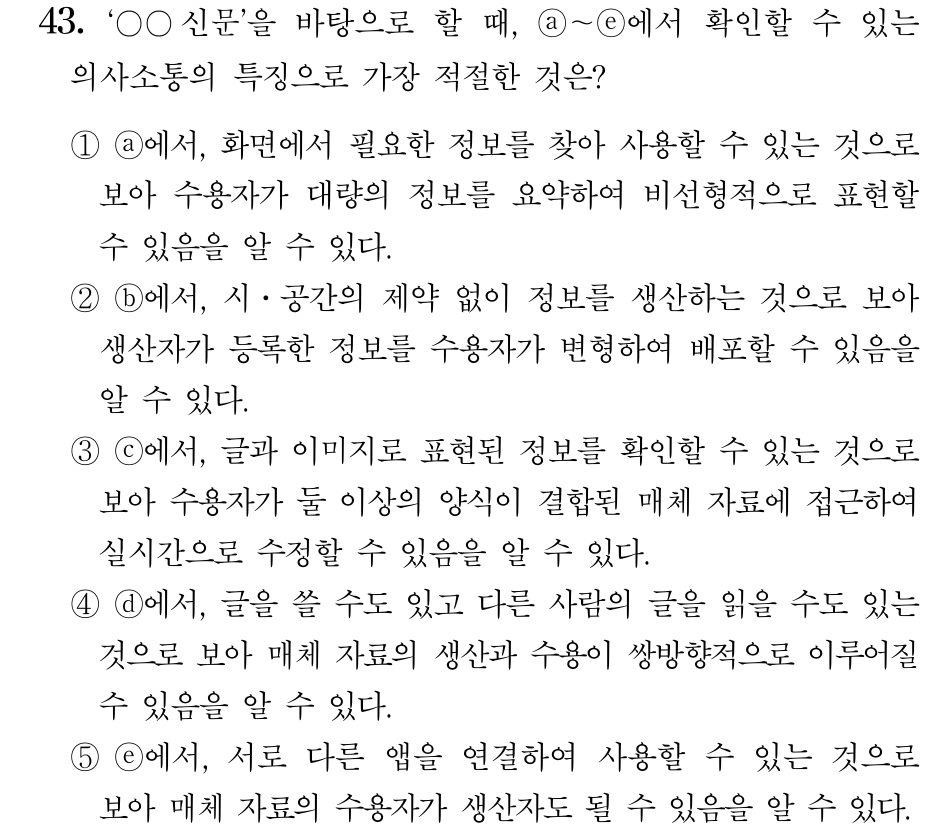 43. ‘○○ 신문’을 바탕으로 할 때, ⓐ～ⓔ에서 확인할 수 있는
의사소통의 특징으로 가장 적절한 것은?
① ⓐ에서, 화면에서 필요한 정보를 찾아 사용할 수 있는 것으로
보아 수용자가 대량의 정보를 요약하여 비선형적으로 표현할
수 있음을 알 수 있다.
② ⓑ에서, 시·공간의 제약 없이 정보를 생산하는 것으로 보아
생산자가 등록한 정보를 수용자가 변형하여 배포할 수 있음을
알 수 있다.
③ ⓒ에서, 글과 이미지로 표현된 정보를 확인할 수 있는 것으로
보아 수용자가 둘 이상의 양식이 결합된 매체 자료에 접근하여
실시간으로 수정할 수 있음을 알 수 있다.
④ ⓓ에서, 글을 쓸 수도 있고 다른 사람의 글을 읽을 수도 있는
것으로 보아 매체 자료의 생산과 수용이 쌍방향적으로 이루어질
수 있음을 알 수 있다.
⑤ ⓔ에서, 서로 다른 앱을 연결하여 사용할 수 있는 것으로
보아 매체 자료의 수용자가 생산자도 될 수 있음을 알 수 있다.